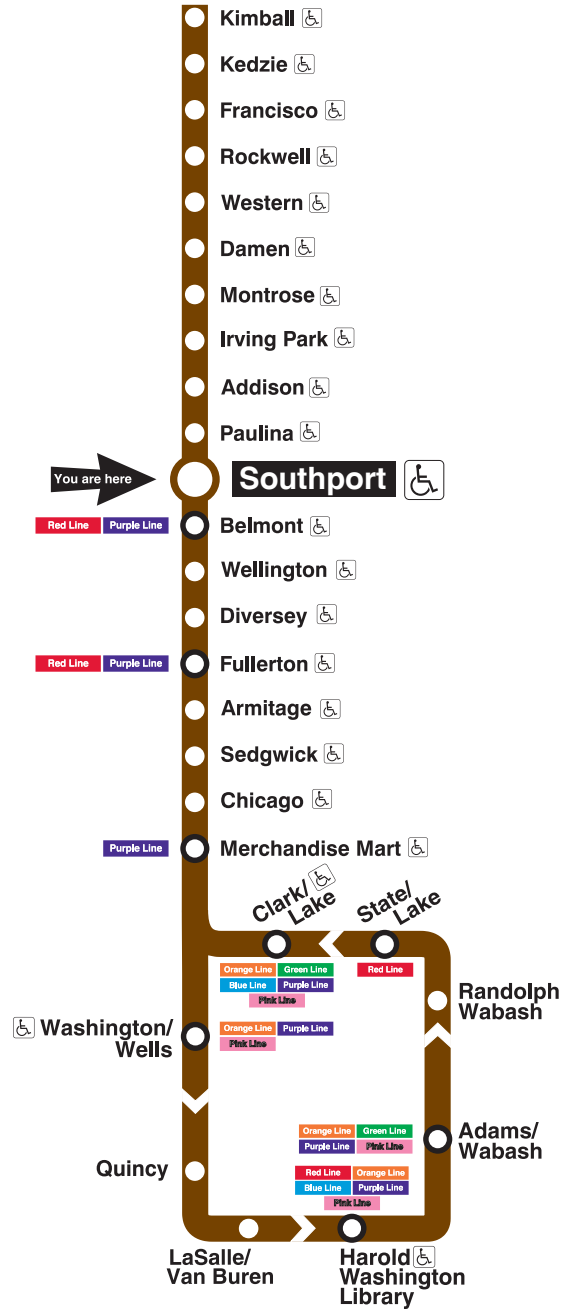 Kimball
Kedzie
Francisco
Rockwell
Western
Damen
Montrose
Irving Park
Addison
Paulina
You are here
Southport
Red Line Purple Line
Belmont
Wellington
Diversey
Red Line Purple Line
Fullerton
Armitage
Sedgwick
Chicago
Purple Line
Merchandise Mart
Clark/
Lake
State/
Lake
Orange Line Green Line
Blue Line Purple Line
Pink Line
Red Line
Randolph
Wabash
Washington/
Wells
Orange Line Purple Line
Pink Line
Orange Line Green Line
Purple Line Pink Line
Adams/
Wabash
Quincy
Red Line Orange Line
Blue Line Purple Line
Pink Line
LaSalle/
Van Buren
Harold
Washington
Library